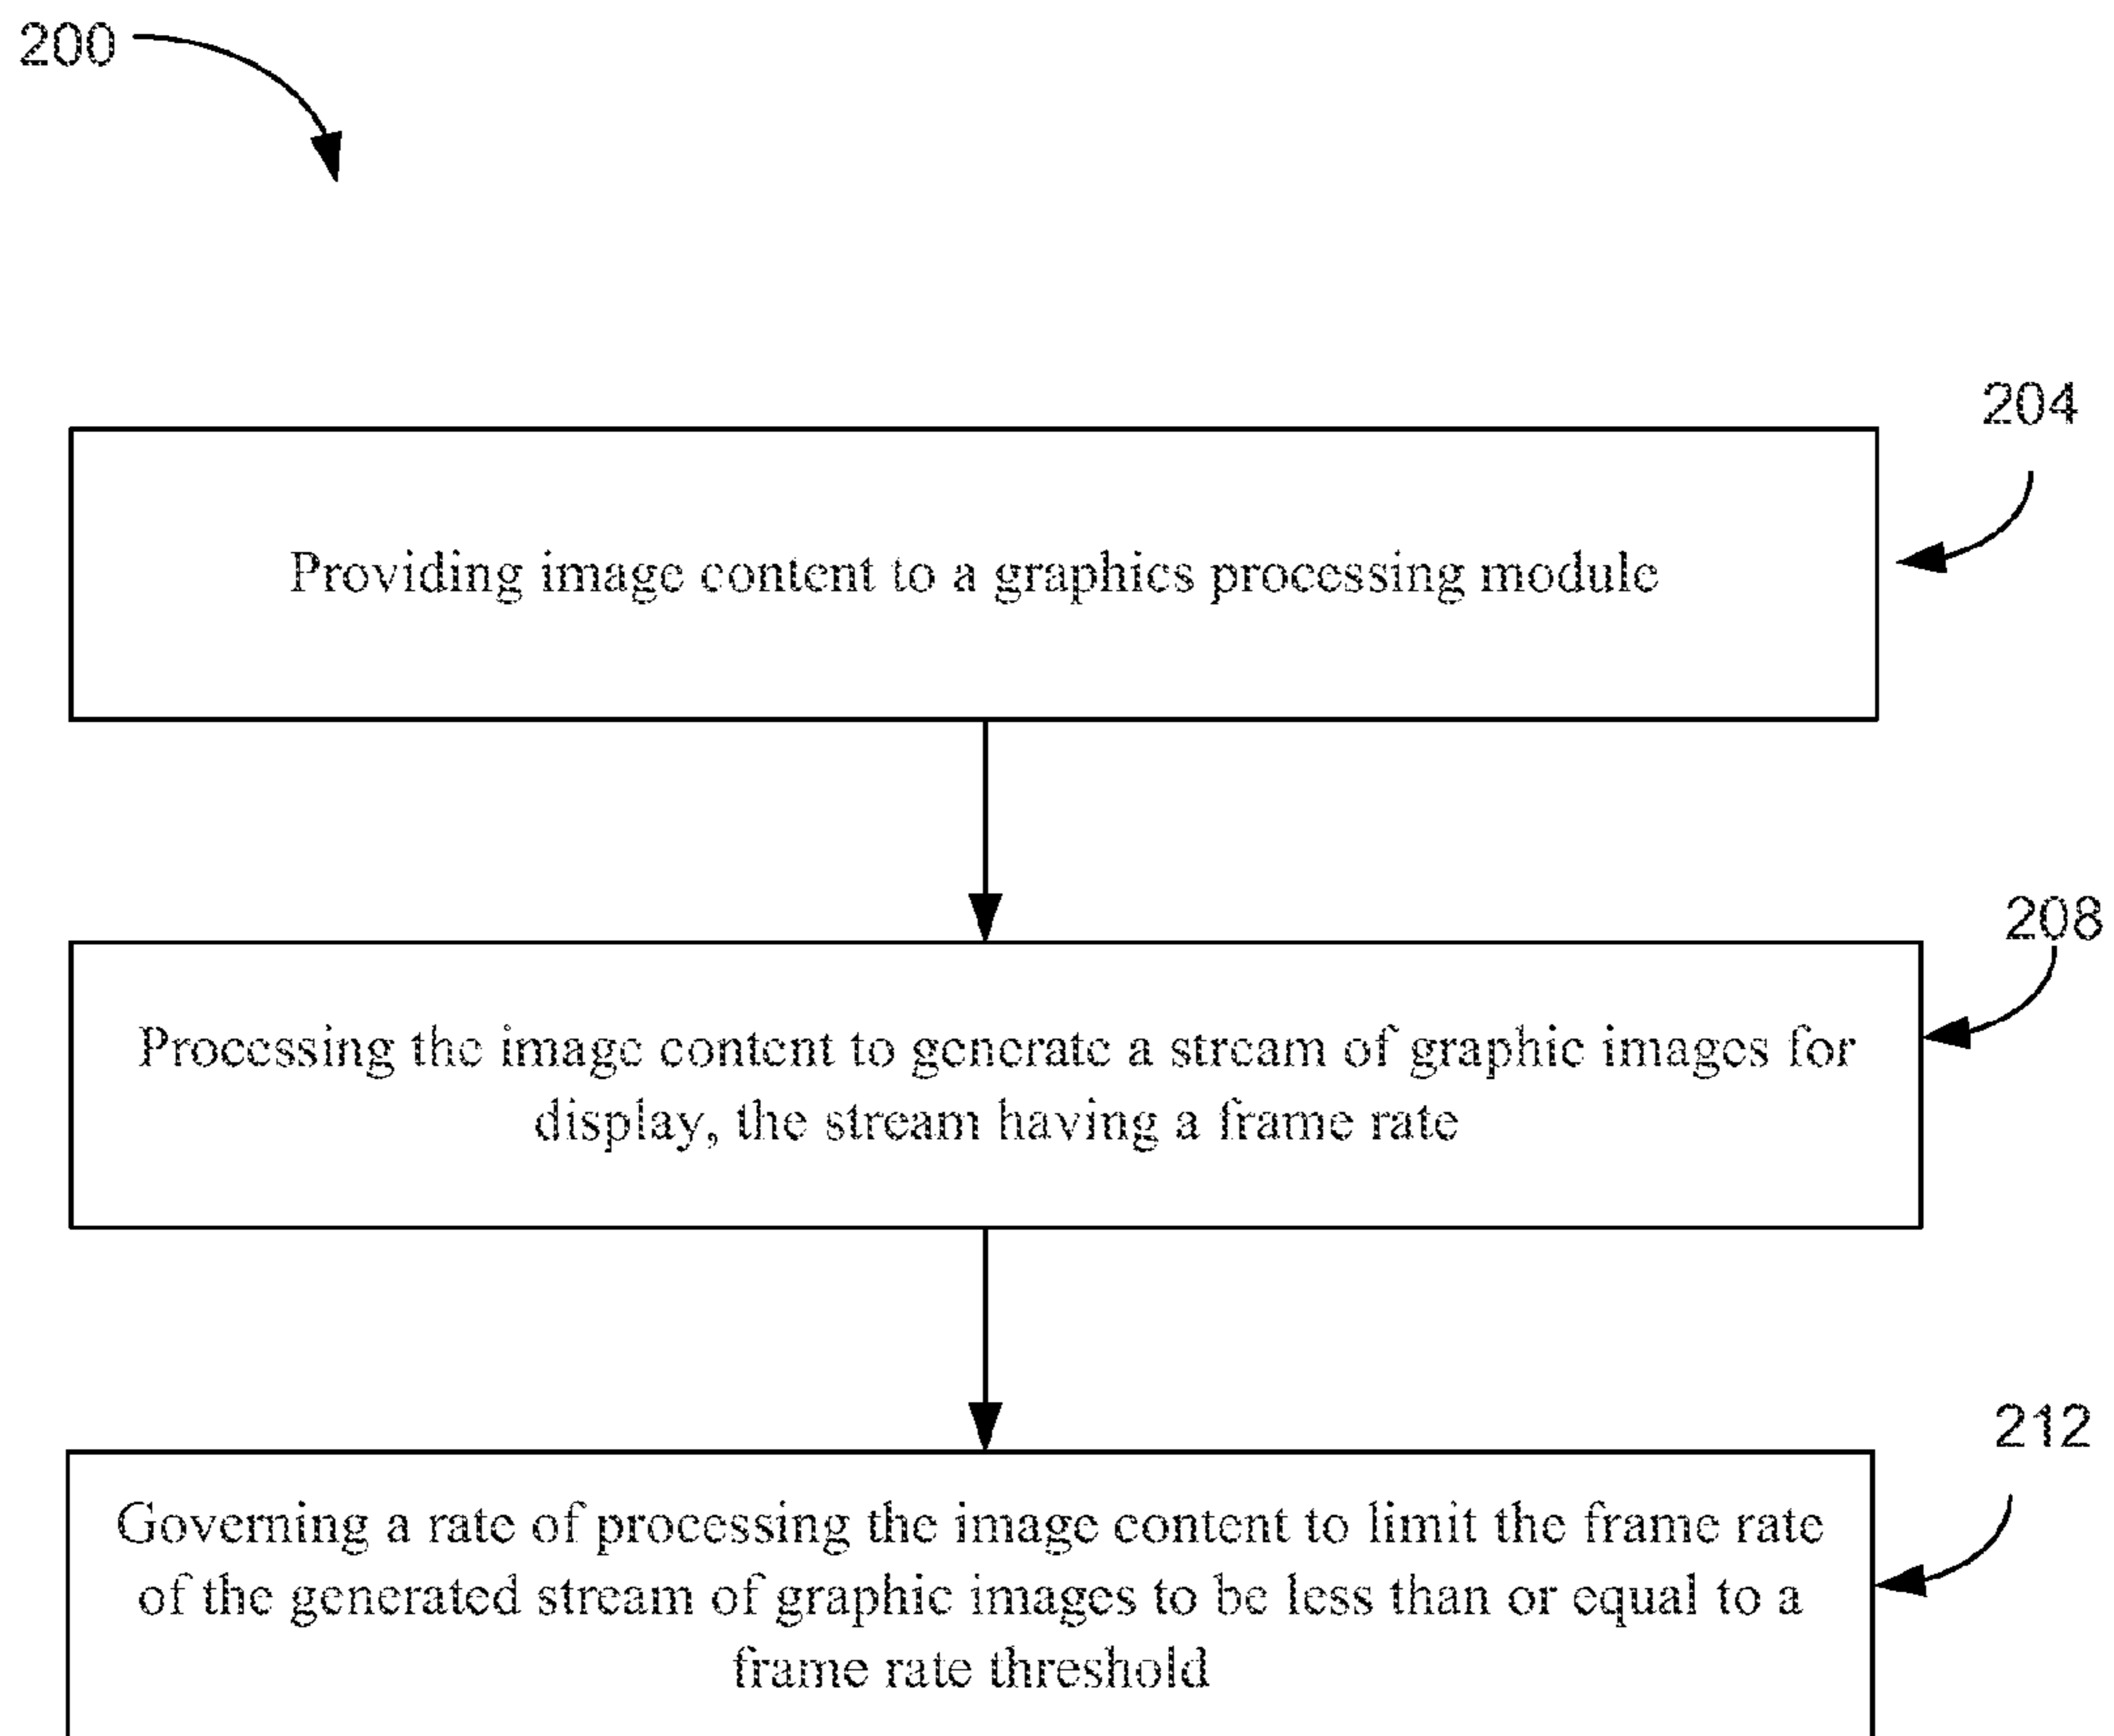 200
204
Providing image content to a graphics processing module
208
Processing the image content to generate a stream of graphic images for
display, the stream having a frame rate
212
Governing a rate of processing the image content to limit the frame rate
of the generated stream of graphic images to be less than or equal to a
frame rate threshold